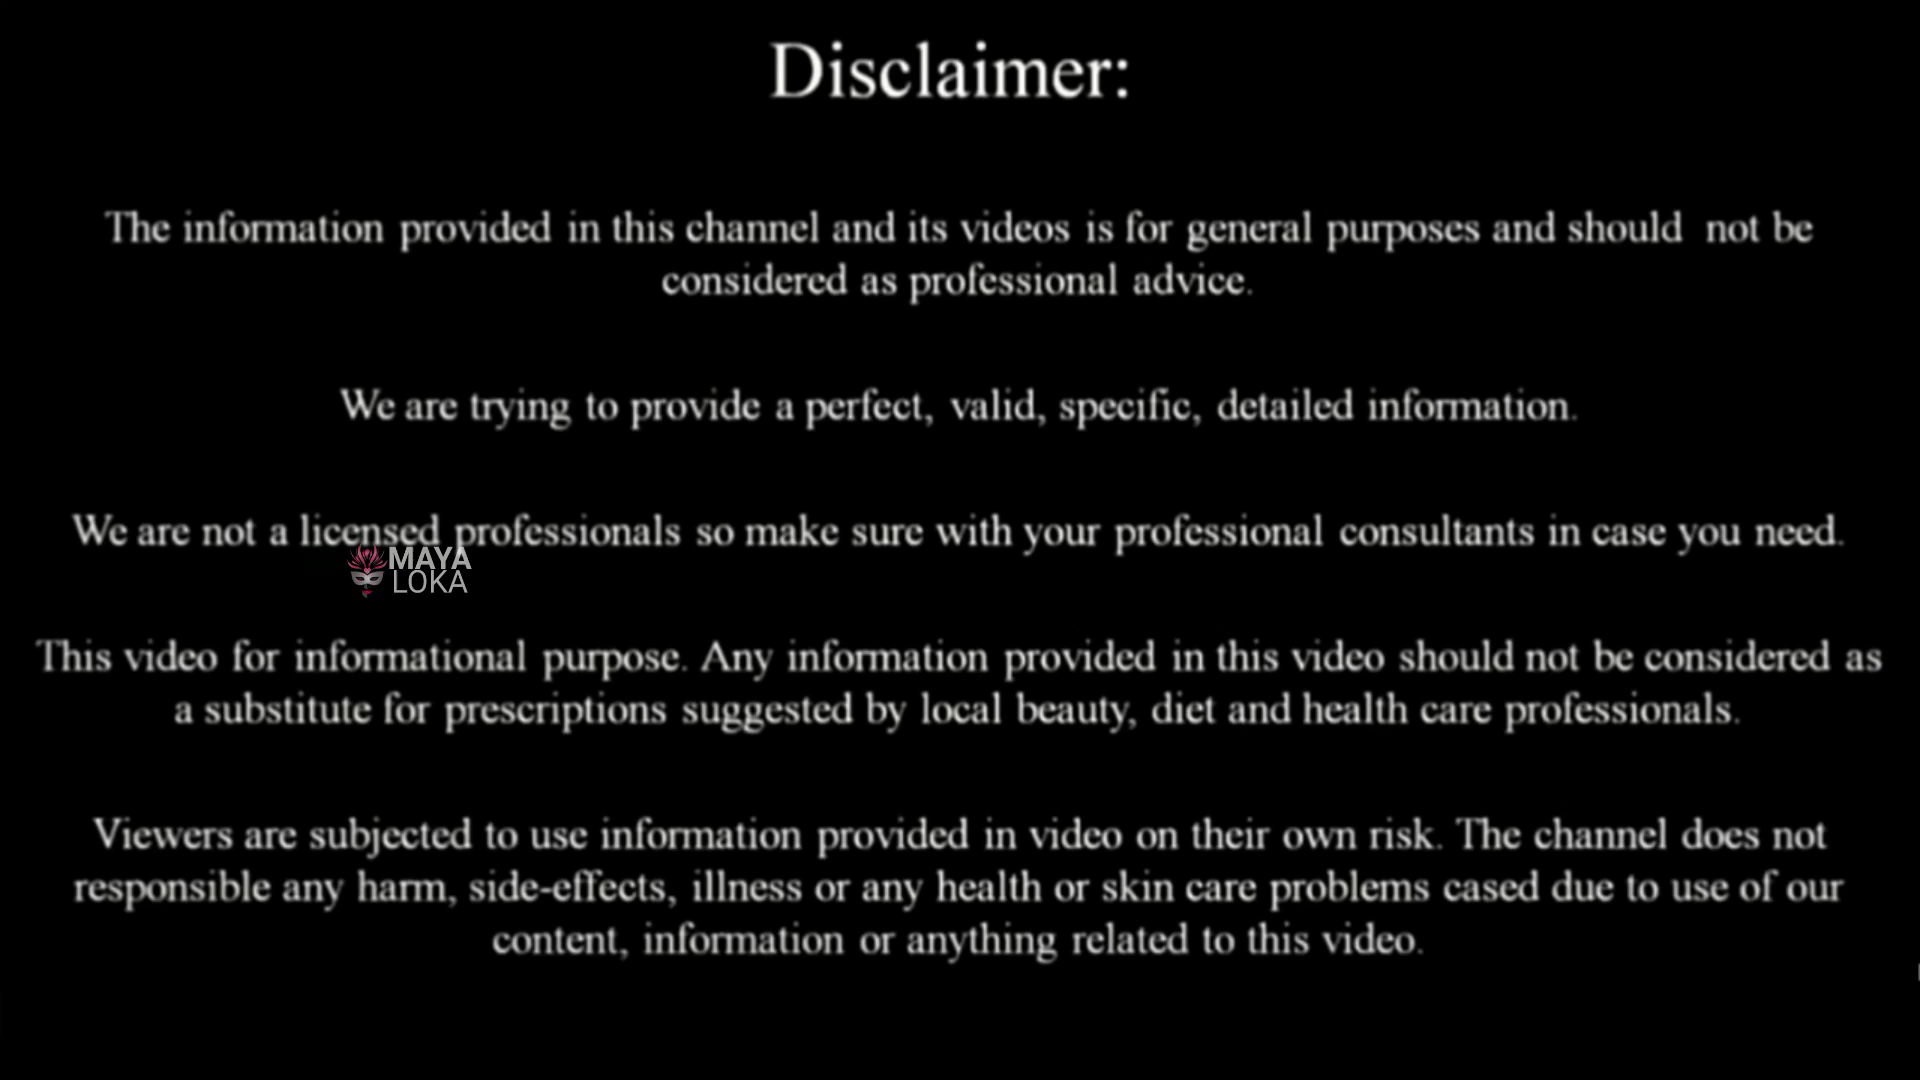 Disclaimer:
The information provided in this channel and its videos is for general purposes and should not be
considered as professional advice.
We are trying to provide a perfect, valid, specific, detailed information.
We are not a licensed professionals so make sure with your professional consultants in case you need.
MAYA
LOKA
This video for informational purpose. Any information provided in this video should not be considered as
a substitute for prescriptions suggested by local beauty, diet and health care professionals.
Viewers are subjected to use information provided in video on their own risk. The channel does not
responsible any harm, side-effects, illness or any health or skin care problems cased due to use of our
content, information or anything related to this video.